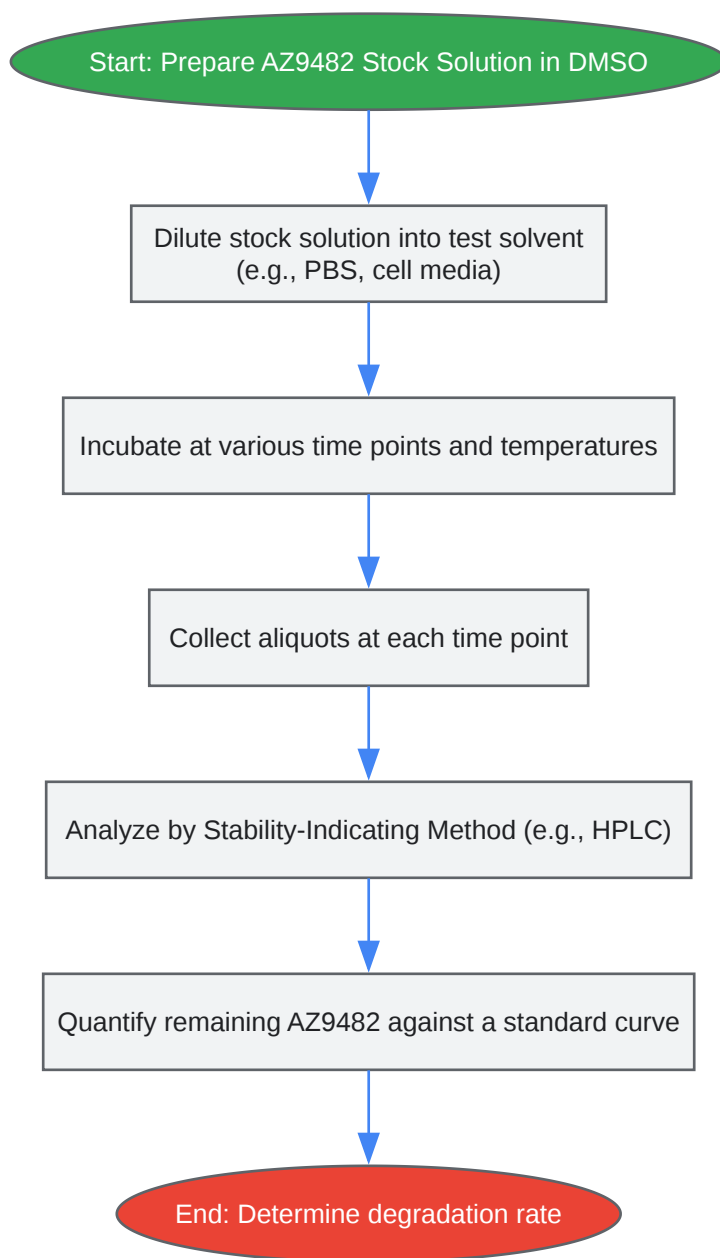 Start: Prepare AZ9482 Stock Solution in DMSO
Dilute stock solution into test solvent
(e.g., PBS, cell media)
Incubate at various time points and temperatures
Collect aliquots at each time point
Analyze by Stability-Indicating Method (e.g., HPLC)
Quantify remaining AZ9482 against a standard curve
End: Determine degradation rate